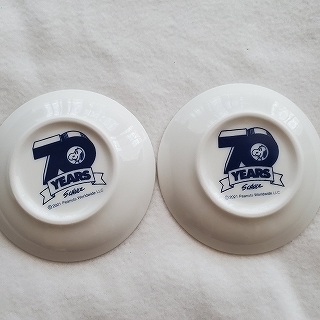 70
YEARS
SCHULZ
©2021 Peanuts Worldwide LLC
70
YEARS
SCHULZ
©2021 Peanuts Worldwide LLC